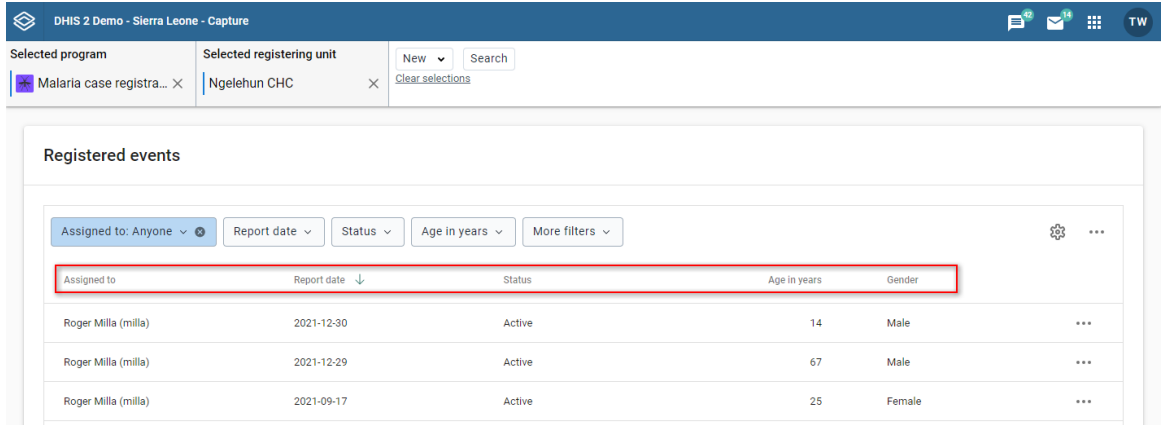 DHIS 2 Demo - Sierra Leone - Capture
42
14
TW
Selected program
Selected registering unit
New
Search
Malaria case registra...
Ngelehun CHC
Clear selections
Registered events
Assigned to: Anyone
Report date
Status
Age in years
More filters
Assigned to Report date Status Age in years Gender
Roger Milla (milla) 2021-12-30 Active 14 Male
Roger Milla (milla) 2021-12-29 Active 67 Male
Roger Milla (milla) 2021-09-17 Active 25 Female